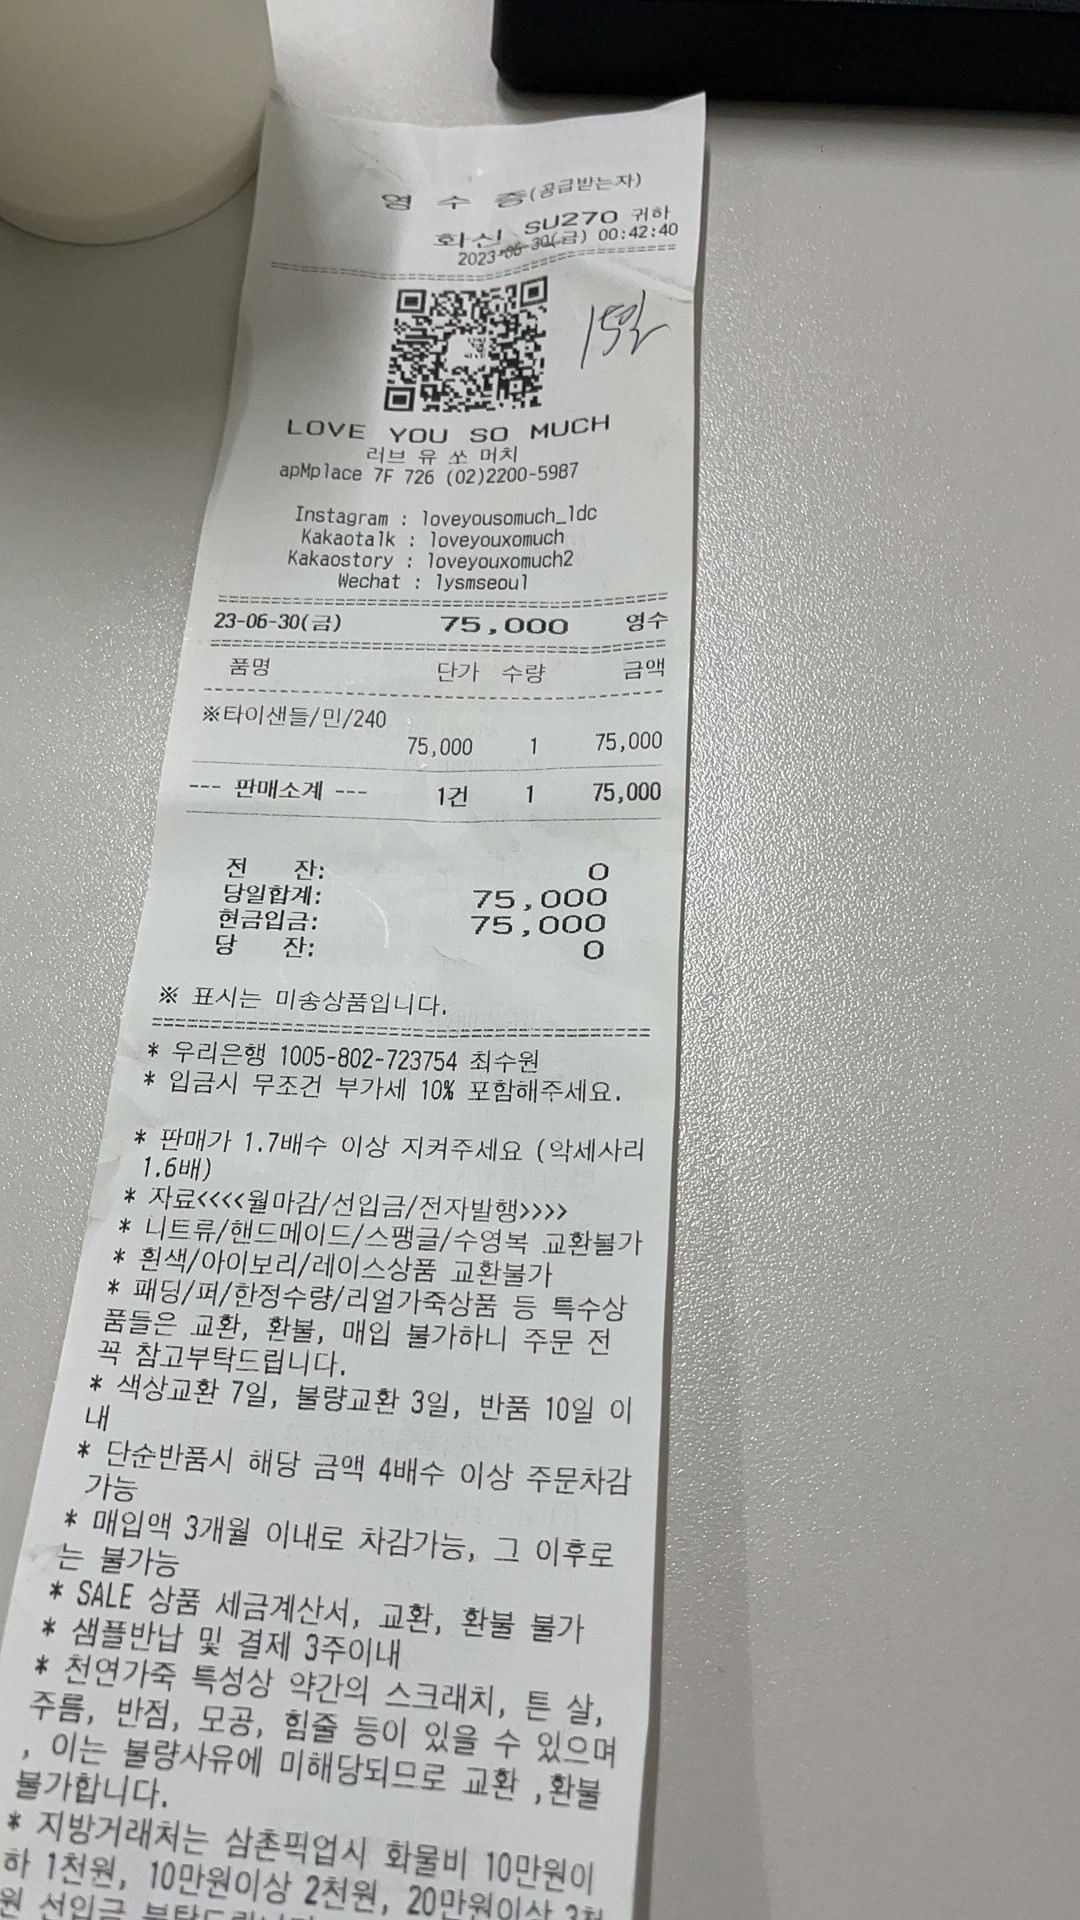 영 수 증(공급받는자)
화신 SU270 귀하
2023-06-30(금) 00:42:40
15일
LOVE YOU SO MUCH
러브 유 쏘 머치
apMplace 7F 726 (02)2200-5987
Instagram : loveyousomuch_ldc
Kakaotalk : loveyouxomuch
Kakaostory : loveyouxomuch2
Wechat : lysmseoul
23-06-30(금) 75,000 영수
품명 단가 수량 금액
※타이샌들/민/240
75,000 1 75,000
--- 판매소계 --- 1건 1 75,000
전 잔: 0
당일합계: 75,000
현금입금: 75,000
당 잔: 0
※ 표시는 미송상품입니다.
* 우리은행 1005-802-723754 최수원
* 입금시 무조건 부가세 10% 포함해주세요.
* 판매가 1.7배수 이상 지켜주세요 (악세사리
1.6배)
* 자료<<<<월마감/선입금/전자발행>>>>
* 니트류/핸드메이드/스팽글/수영복 교환불가
* 흰색/아이보리/레이스상품 교환불가
* 패딩/퍼/한정수량/리얼가죽상품 등 특수상
품들은 교환, 환불, 매입 불가하니 주문 전
꼭 참고부탁드립니다.
* 색상교환 7일, 불량교환 3일, 반품 10일 이
내
* 단순반품시 해당 금액 4배수 이상 주문차감
가능
* 매입액 3개월 이내로 차감가능, 그 이후로
는 불가능
* SALE 상품 세금계산서, 교환, 환불 불가
* 샘플반납 및 결제 3주이내
* 천연가죽 특성상 약간의 스크래치, 튼 살,
주름, 반점, 모공, 힘줄 등이 있을 수 있으며
, 이는 불량사유에 미해당되므로 교환 ,환불
불가합니다.
* 지방거래처는 삼촌픽업시 화물비 10만원이
하 1천원, 10만원이상 2천원, 20만원이상 3천
원 선입금